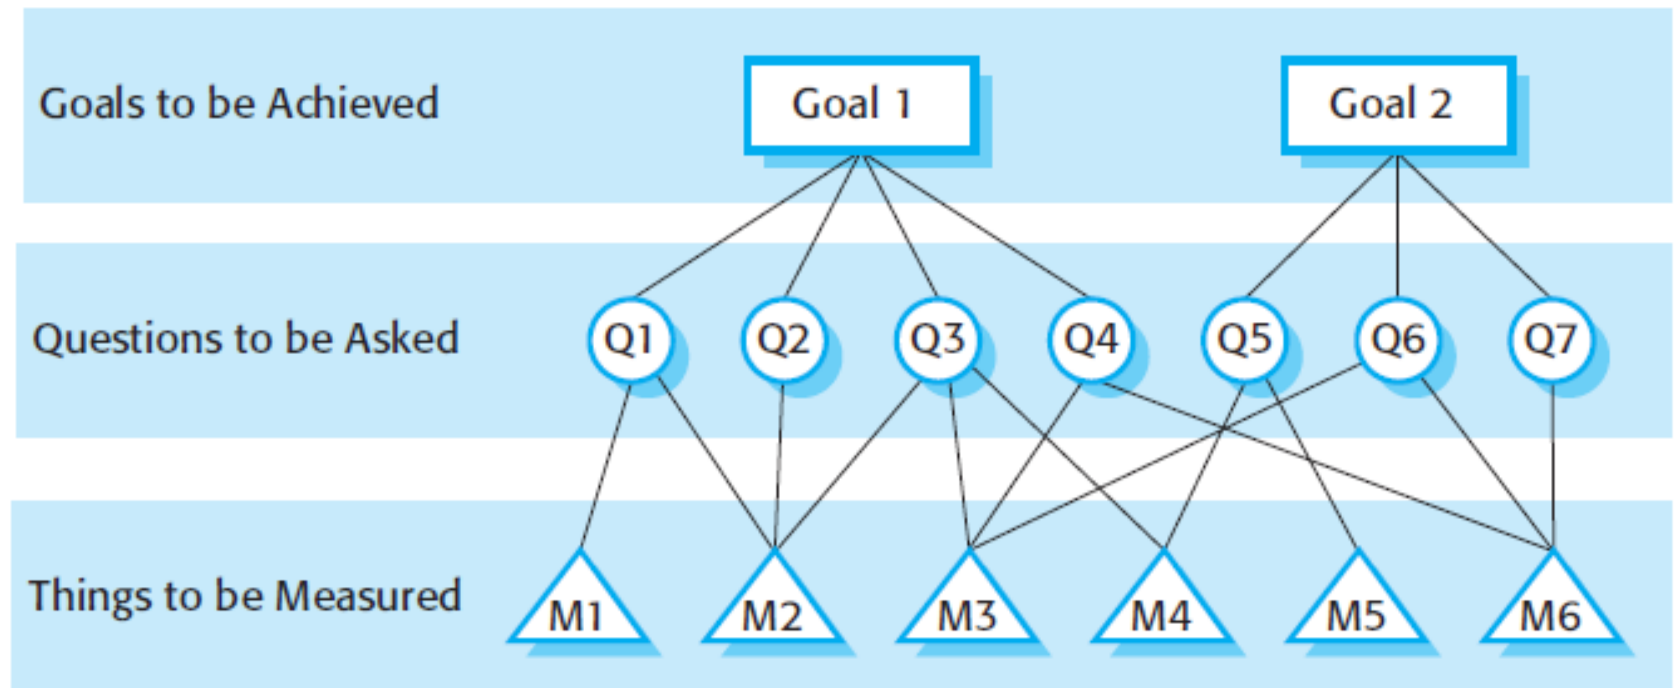 Goals to be Achieved
Goal 1
Goal 2
Questions to be Asked
Q1
Q2
Q3
Q4
Q5
Q6
Q7
Things to be Measured
M1
M2
M3
M4
M5
M6